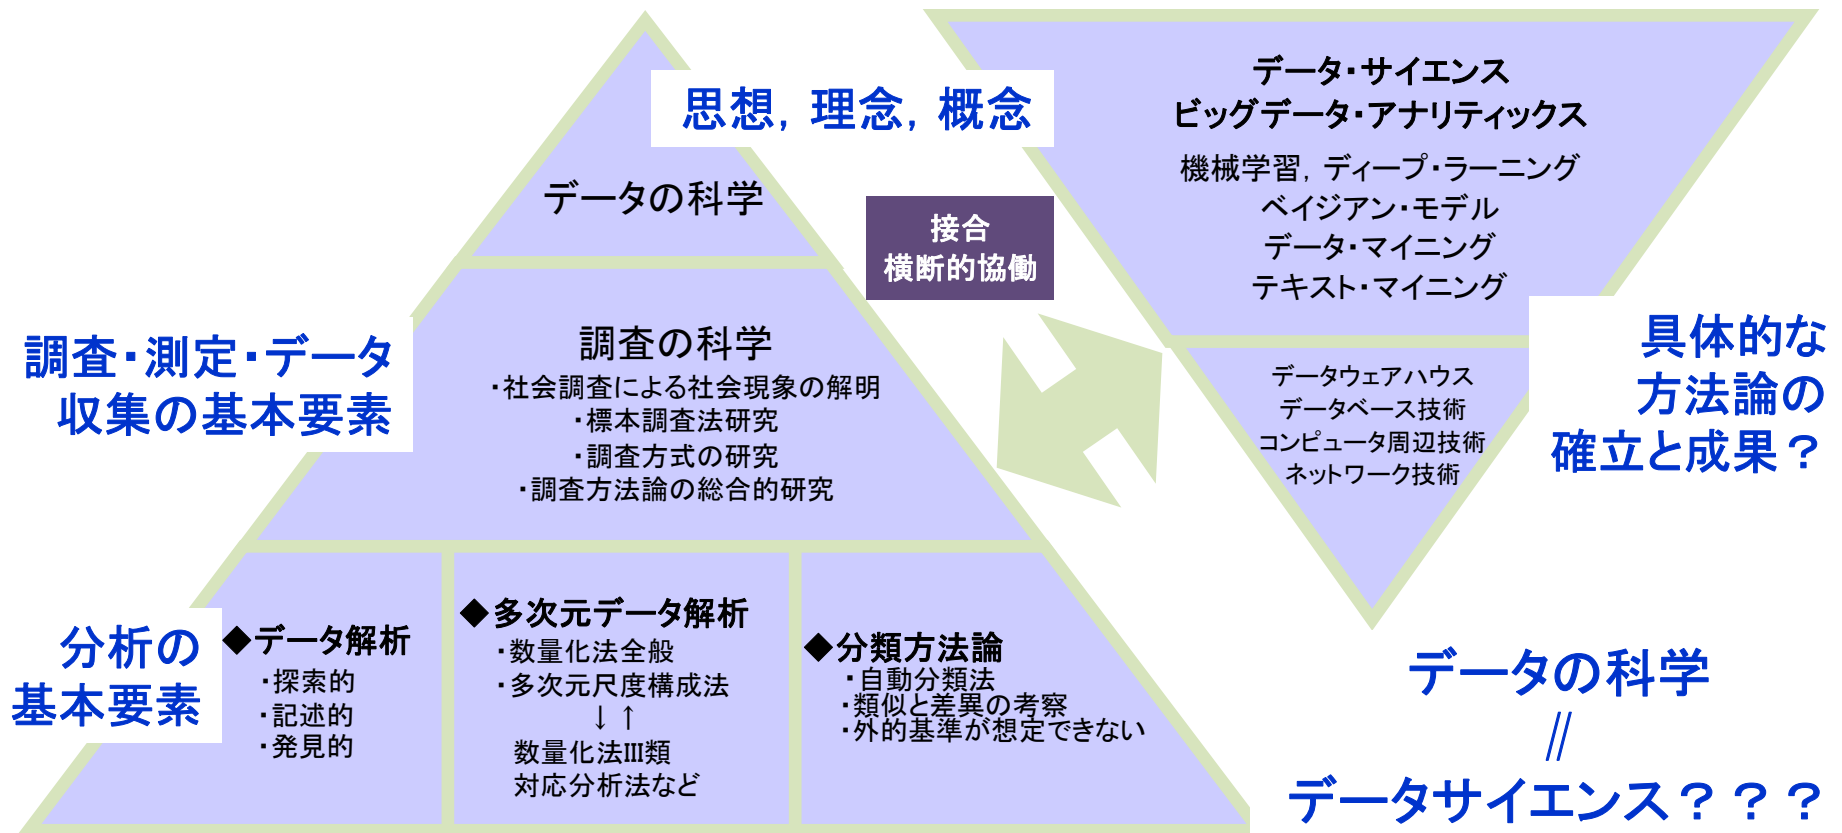 思想，理念，概念
データの科学
調査・測定・データ
収集の基本要素
調査の科学
・社会調査による社会現象の解明
・標本調査法研究
・調査方式の研究
・調査方法論の総合的研究
分析の
基本要素
◆データ解析
・探索的
・記述的
・発見的
◆多次元データ解析
・数量化法全般
・多次元尺度構成法
↓ ↑
数量化法III類
対応分析法など
◆分類方法論
・自動分類法
・類似と差異の考察
・外的基準が想定できない
接合
横断的協働
データ・サイエンス
ビッグデータ・アナリティックス
機械学習，ディープ・ラーニング
ベイジアン・モデル
データ・マイニング
テキスト・マイニング
データウェアハウス
データベース技術
コンピュータ周辺技術
ネットワーク技術
具体的な
方法論の
確立と成果？
データの科学
//
データサイエンス？？？